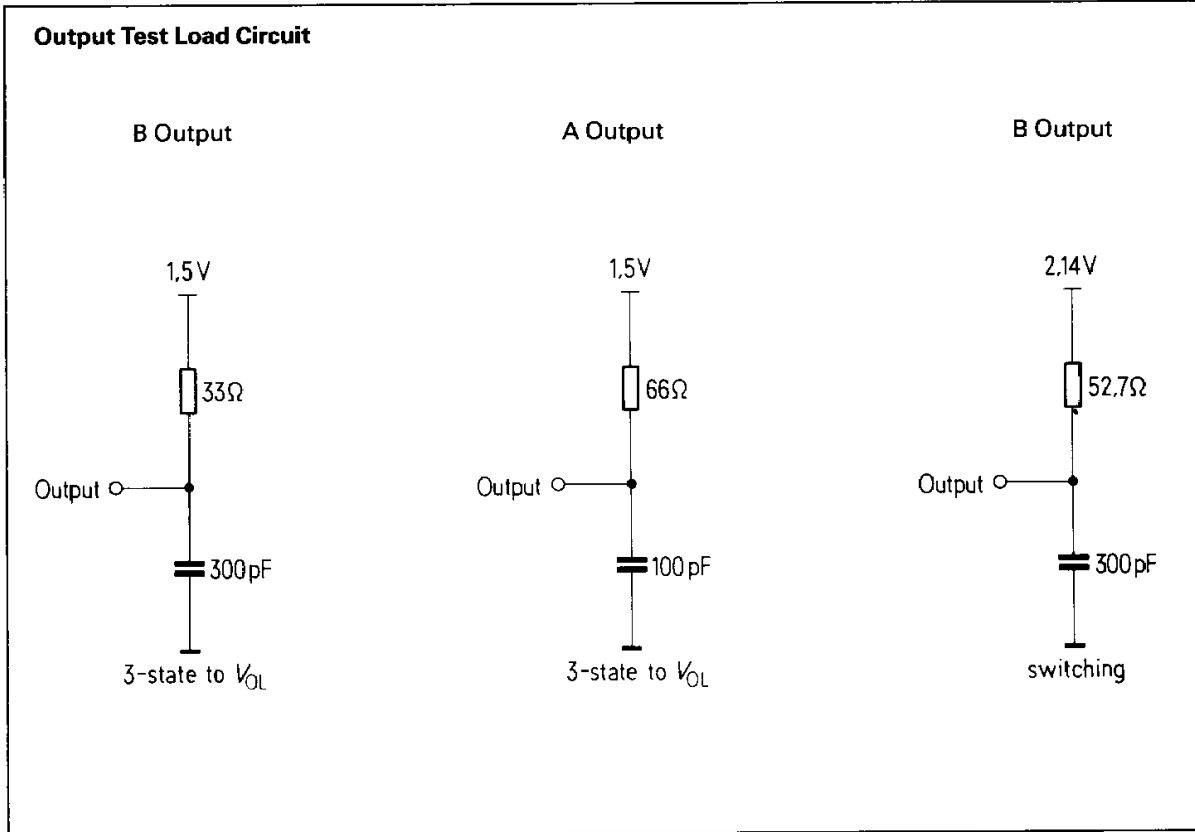 Output Test Load Circuit
B Output
A Output
B Output
1,5V
1,5V
2,14V
33Ω
66Ω
52,7Ω
Output
Output
Output
300pF
100pF
300pF
3-state to VOL
3-state to VOL
switching